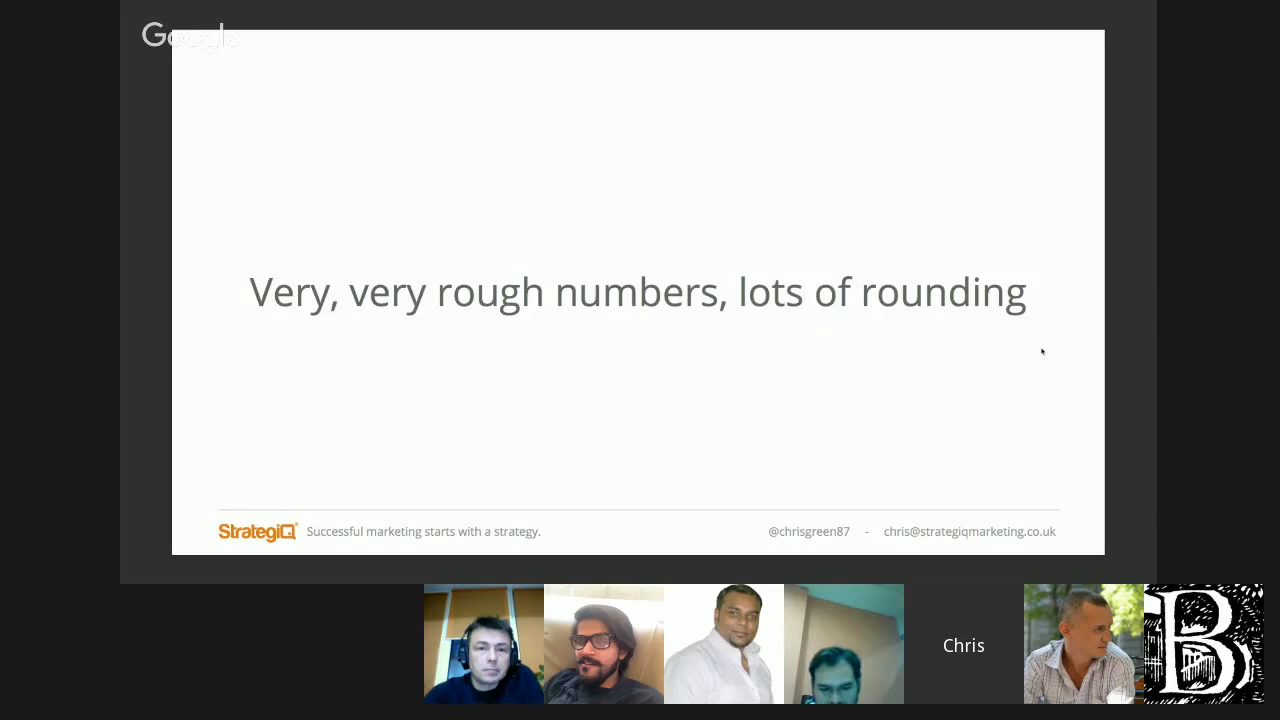 Google
Very, very rough numbers, lots of rounding
StrategiQ Successful marketing starts with a strategy. @chrisgreen87 - chris@strategiqmarketing.co.uk
Chris
B